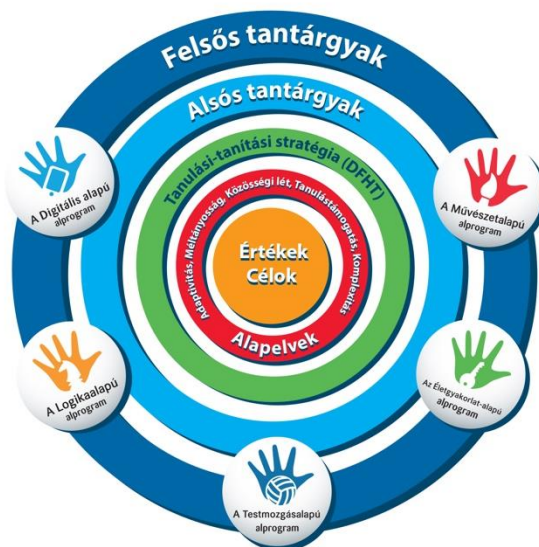 Felsős tantárgyak
Alsós tantárgyak
Tanulási-tanítási stratégia (DFHT)
Adaptivitás, Méltányosság, Közösségi lét, Tanulástámogatás, Komplexitás
Értékek
Célok
Alapelvek
A Digitális alapú
alprogram
A Művészetalapú
alprogram
A Logikaalapú
alprogram
Az Életgyakorlat-alapú
alprogram
A Testmozgásalapú
alprogram